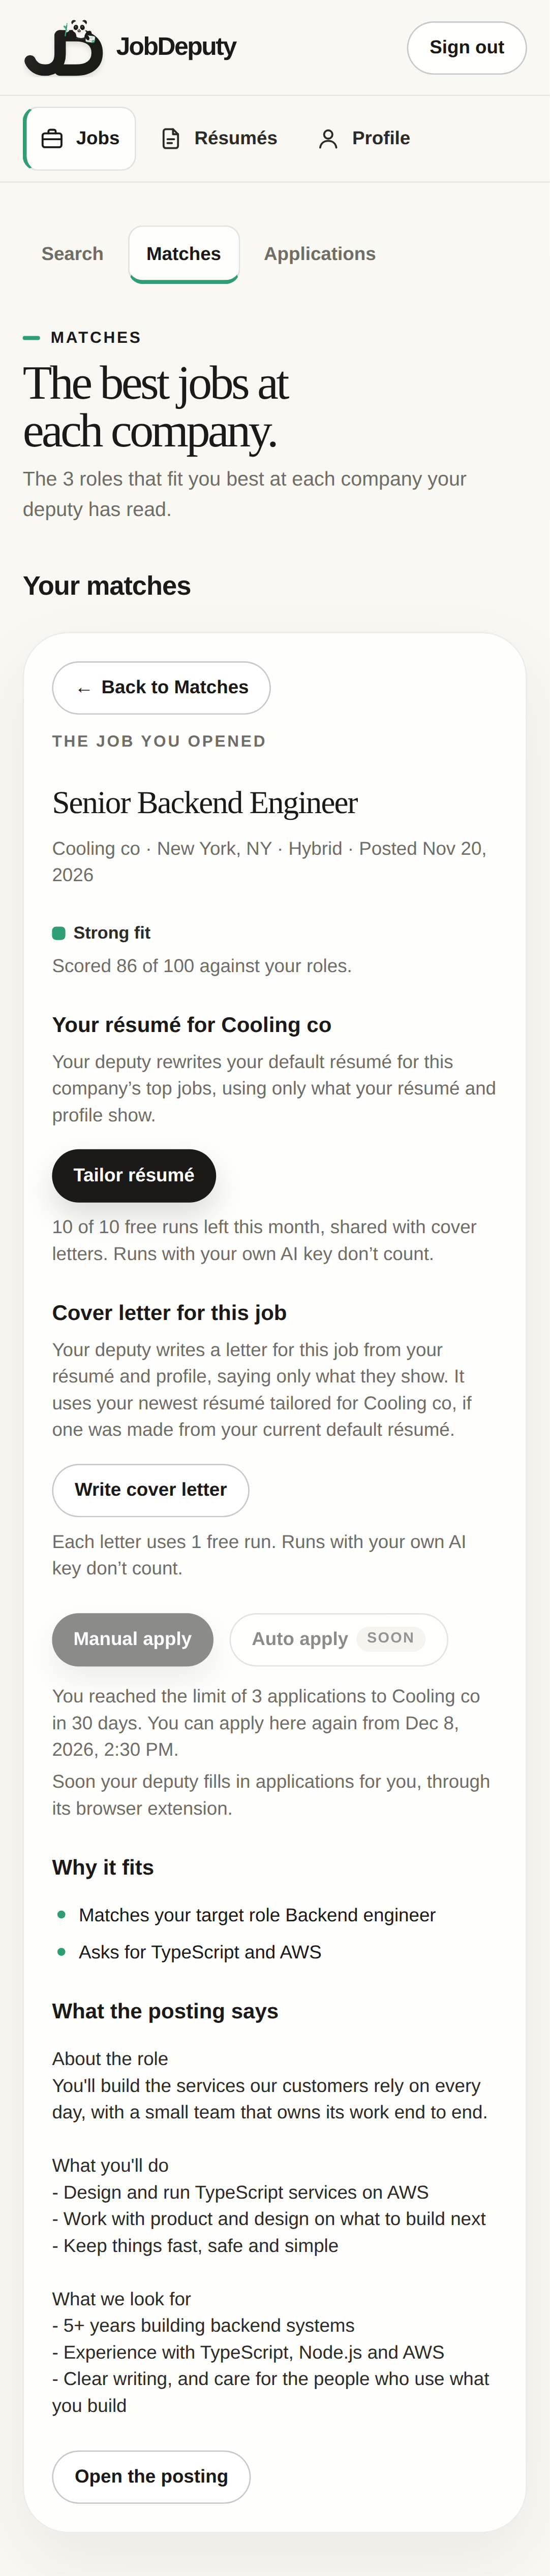 JobDeputy
Sign out
Jobs
Résumés
Profile
Search
Matches
Applications
MATCHES
The best jobs at
each company.
The 3 roles that fit you best at each company your
deputy has read.
Your matches
← Back to Matches
THE JOB YOU OPENED
Senior Backend Engineer
Cooling co · New York, NY · Hybrid · Posted Nov 20,
2026
Strong fit
Scored 86 of 100 against your roles.
Your résumé for Cooling co
Your deputy rewrites your default résumé for this
company’s top jobs, using only what your résumé and
profile show.
Tailor résumé
10 of 10 free runs left this month, shared with cover
letters. Runs with your own AI key don’t count.
Cover letter for this job
Your deputy writes a letter for this job from your
résumé and profile, saying only what they show. It
uses your newest résumé tailored for Cooling co, if
one was made from your current default résumé.
Write cover letter
Each letter uses 1 free run. Runs with your own AI
key don’t count.
Manual apply
Auto apply SOON
You reached the limit of 3 applications to Cooling co
in 30 days. You can apply here again from Dec 8,
2026, 2:30 PM.
Soon your deputy fills in applications for you, through
its browser extension.
Why it fits
Matches your target role Backend engineer
Asks for TypeScript and AWS
What the posting says
About the role
You'll build the services our customers rely on every
day, with a small team that owns its work end to end.
What you'll do
- Design and run TypeScript services on AWS
- Work with product and design on what to build next
- Keep things fast, safe and simple
What we look for
- 5+ years building backend systems
- Experience with TypeScript, Node.js and AWS
- Clear writing, and care for the people who use what
you build
Open the posting